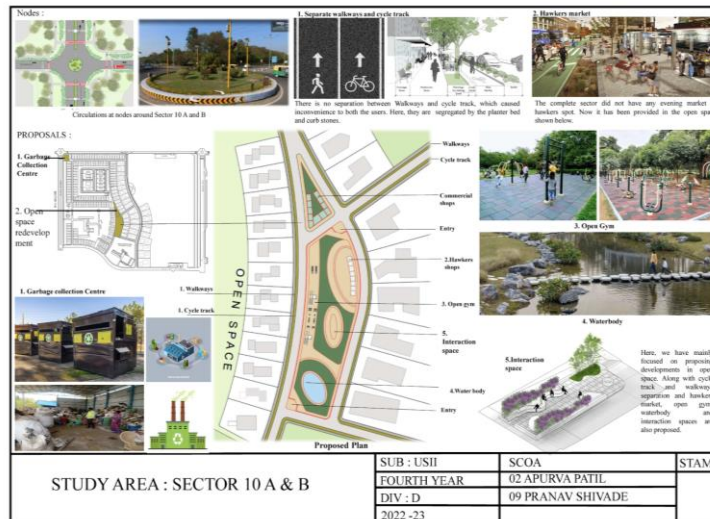 Nodes :
Circulations at nodes around Sector 10 A and B
1. Separate walkways and cycle track
There is no separation between Walkways and cycle track, which caused
inconvenience to both the users. Here, they are segregated by the planter bed
and curb stones.
2. Hawkers market
The complete sector did not have any evening market
hawkers spot. Now it has been provided in the open spa
shown below.
PROPOSALS :
1. Garbage
Collection
Centre
2. Open
space
redevelop
ment
1. Garbage collection Centre
OPEN SPACE
1. Walkways
1. Cycle track
Walkways
Cycle track
Commercial
shops
Entry
2.Hawkers
shops
3. Open gym
5.
Interaction
space
4.Water body
Entry
Proposed Plan
3. Open Gym
4. Waterbody
5.Interaction
space
Here, we have mainl
focused on proposin
developments in ope
space. Along with cycl
track and walkway
separation and hawke
market, open gym
waterbody an
interaction spaces ar
also proposed.
STUDY AREA : SECTOR 10 A & B
SUB : USII
SCOA
STAM
FOURTH YEAR
02 APURVA PATIL
DIV : D
09 PRANAV SHIVADE
2022 -23